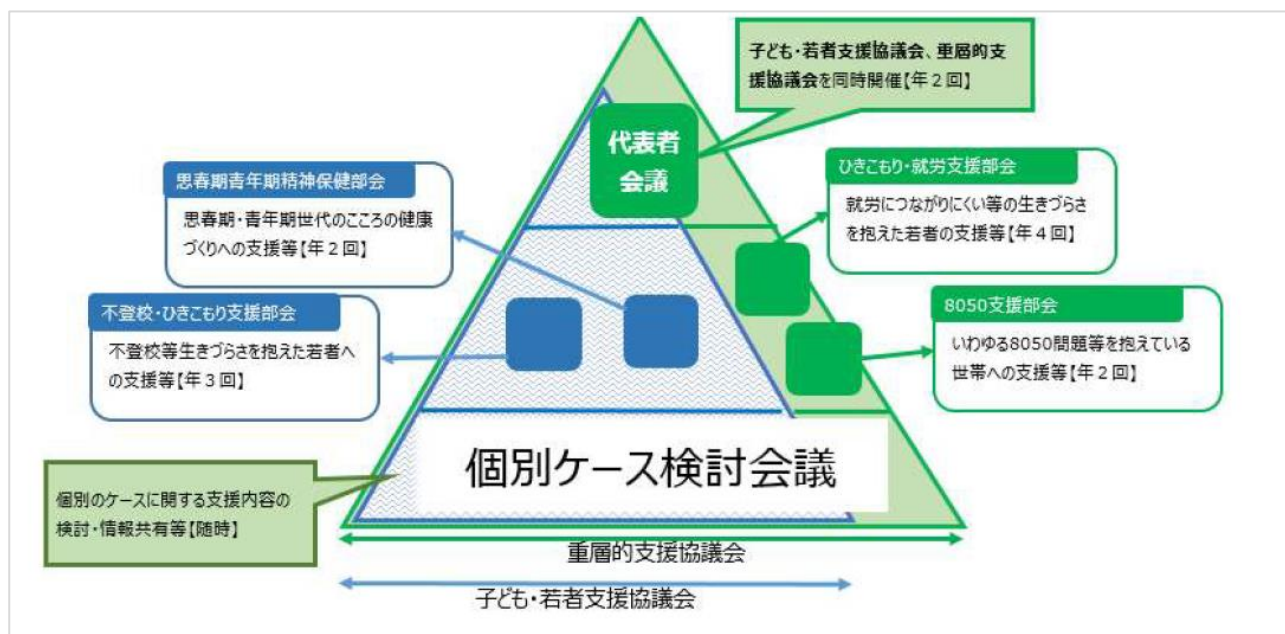 子ども・若者支援協議会、重層的支
援協議会を同時開催【年２回】
代表者
会議
思春期青年期精神保健部会
思春期・青年期世代のこころの健康
づくりへの支援等【年２回】
ひきこもり・就労支援部会
就労につながりにくい等の生きづらさ
を抱えた若者の支援等【年４回】
不登校・ひきこもり支援部会
不登校等生きづらさを抱えた若者へ
の支援等【年３回】
8050支援部会
いわゆる8050問題等を抱えている
世帯への支援等【年２回】
個別ケース検討会議
個別のケースに関する支援内容の
検討・情報共有等【随時】
重層的支援協議会
子ども・若者支援協議会